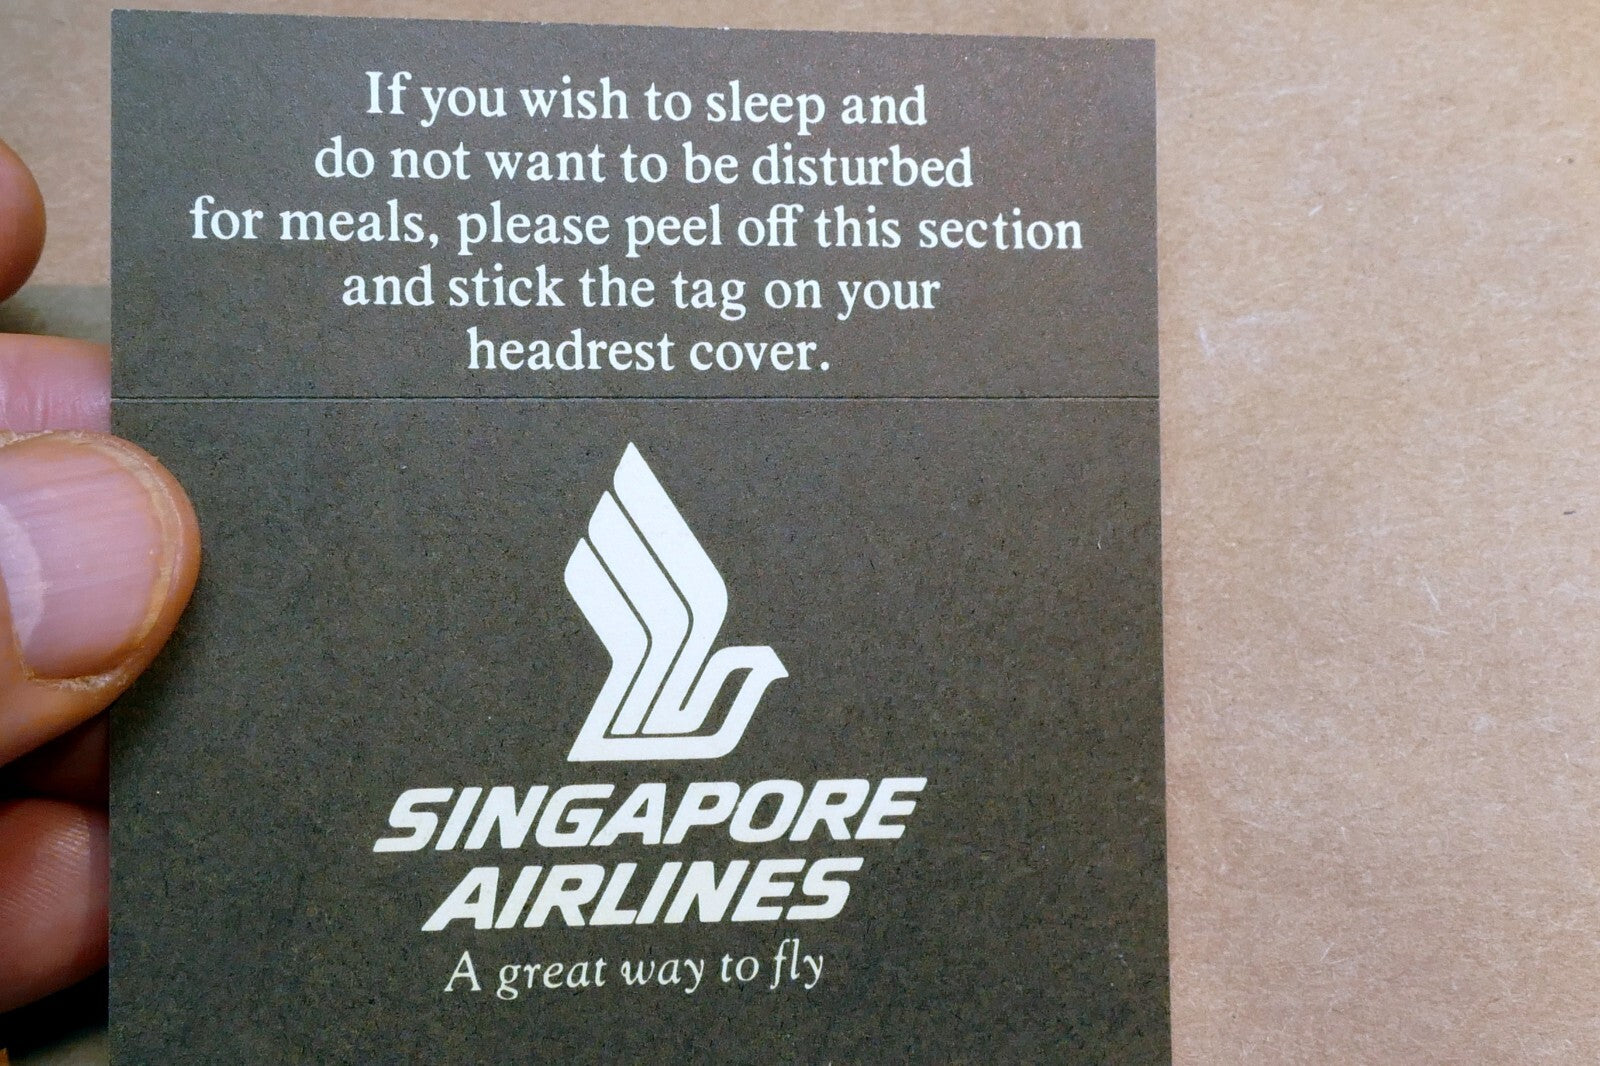 If you wish to sleep and
do not want to be disturbed
for meals, please peel off this section
and stick the tag on your
headrest cover.
SINGAPORE
AIRLINES
A great way to fly